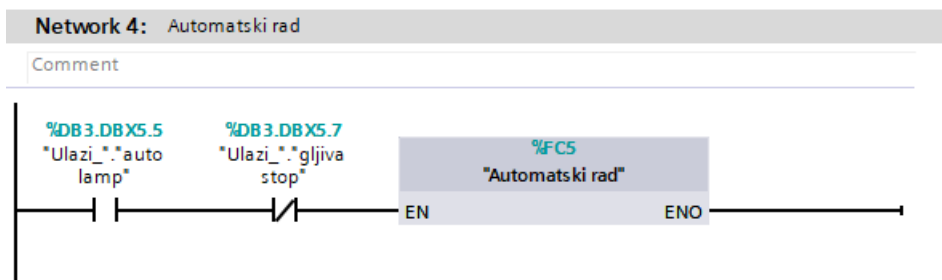 Network 4: Automatski rad
Comment
%DB3.DBX5.5
"Ulazi_"."auto
lamp"
%DB3.DBX5.7
"Ulazi_"."gljiva
stop"
%FC5
"Automatski rad"
EN
ENO